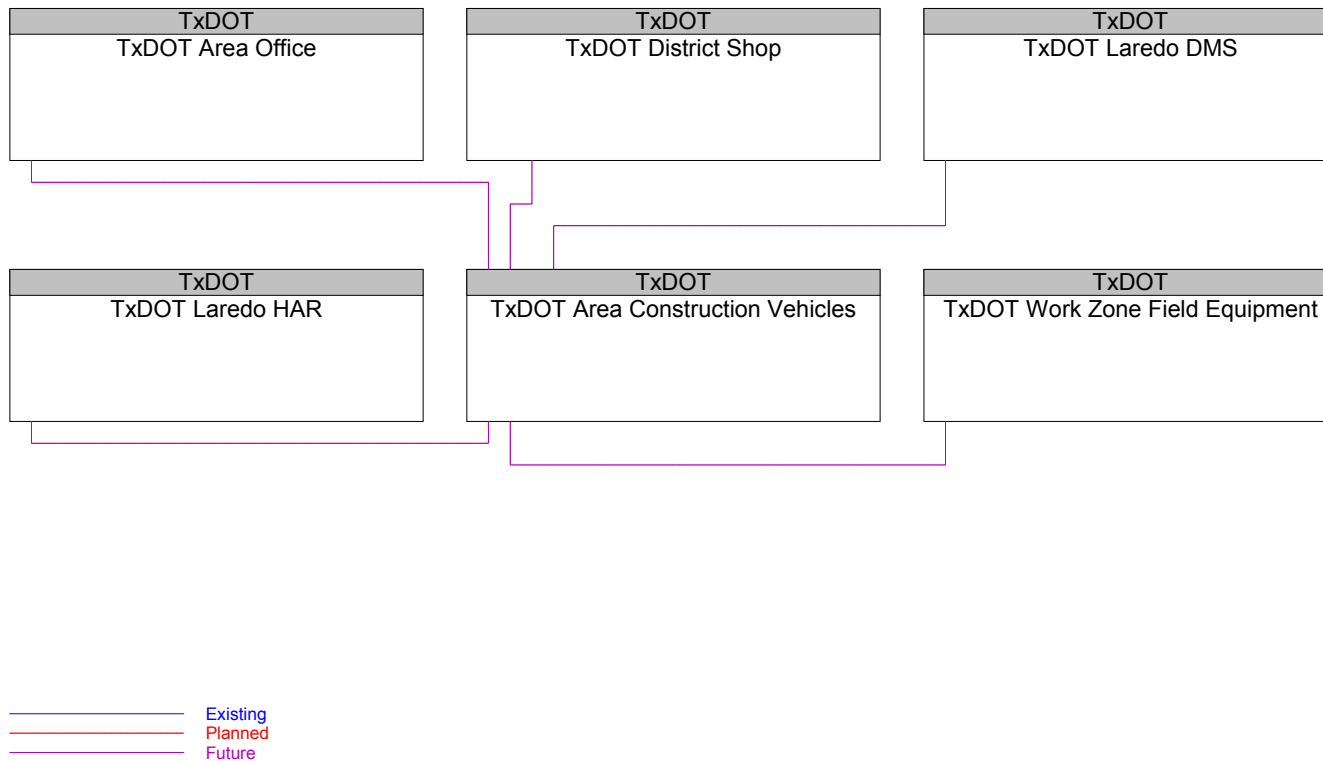 TxDOT
TxDOT Area Office
TxDOT
TxDOT District Shop
TxDOT
TxDOT Laredo DMS
TxDOT
TxDOT Laredo HAR
TxDOT
TxDOT Area Construction Vehicles
TxDOT
TxDOT Work Zone Field Equipment
Existing
Planned
Future